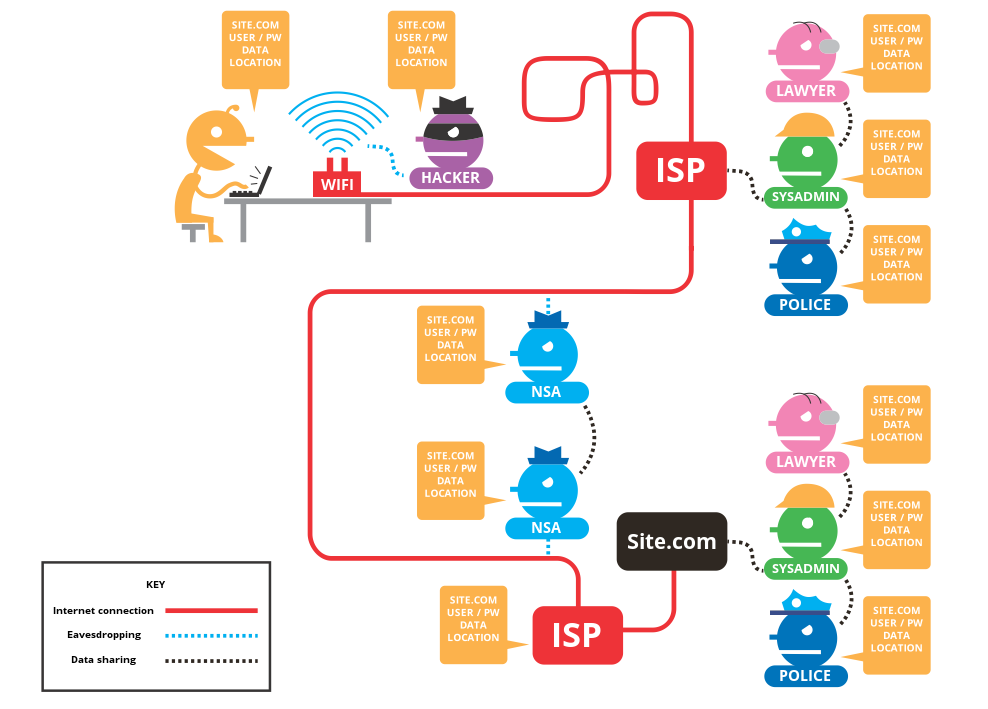 SITE.COM
USER / PW
DATA
LOCATION
SITE.COM
USER / PW
DATA
LOCATION
WIFI
HACKER
ISP
SITE.COM
USER / PW
DATA
LOCATION
LAWYER
SITE.COM
USER / PW
DATA
LOCATION
SYSADMIN
SITE.COM
USER / PW
DATA
LOCATION
POLICE
SITE.COM
USER / PW
DATA
LOCATION
NSA
SITE.COM
USER / PW
DATA
LOCATION
NSA
SITE.COM
USER / PW
DATA
LOCATION
ISP
Site.com
SITE.COM
USER / PW
DATA
LOCATION
LAWYER
SITE.COM
USER / PW
DATA
LOCATION
SYSADMIN
SITE.COM
USER / PW
DATA
LOCATION
POLICE
KEY
Internet connection
Eavesdropping
Data sharing